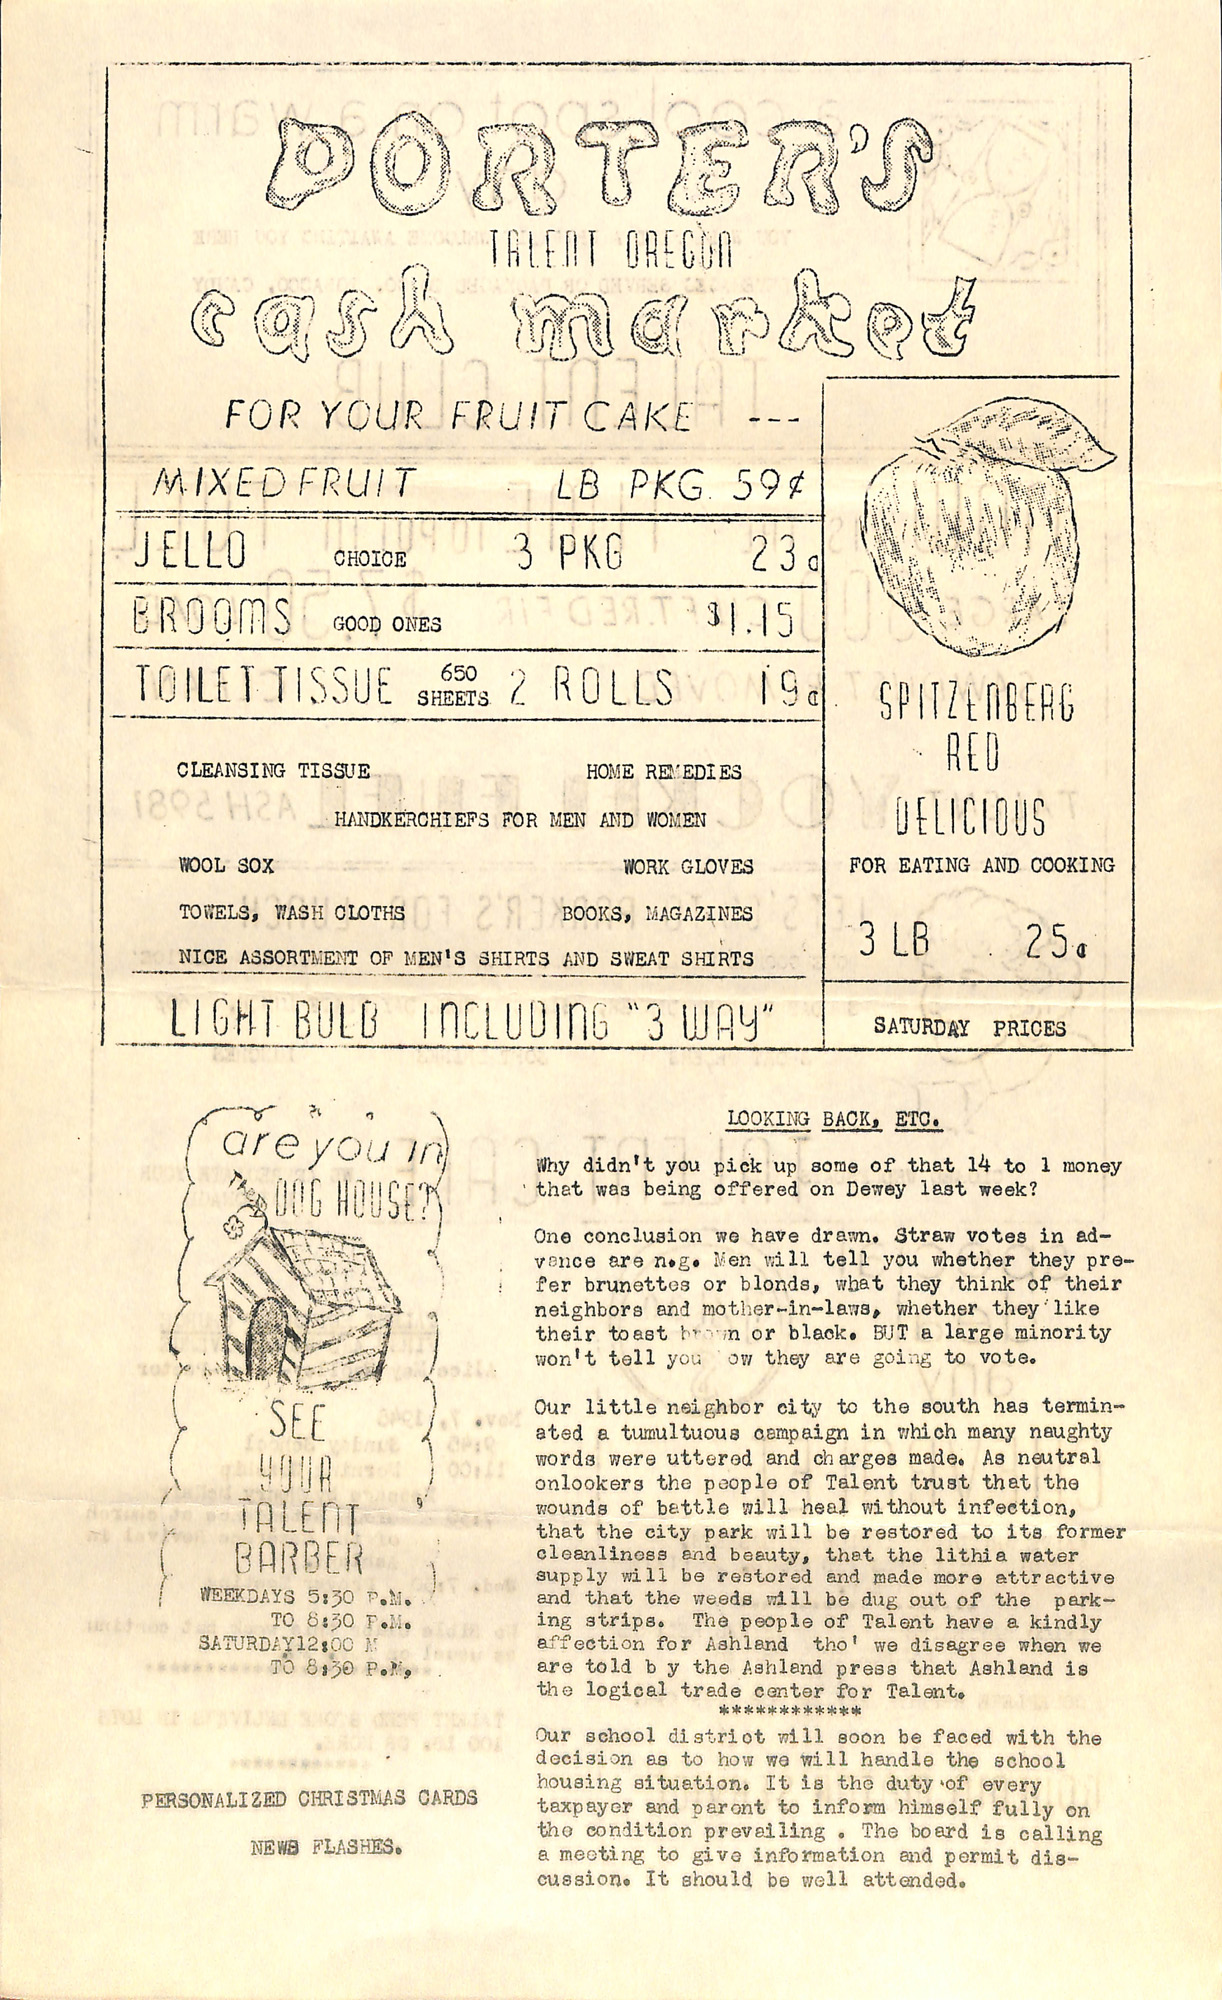 PORTER'S
TALENT OREGON
cash market
FOR YOUR FRUIT CAKE ---
MIXED FRUIT LB PKG. 59¢
JELLO CHOICE 3 PKG 23¢
BROOMS GOOD ONES $1.15
TOILET TISSUE 650 SHEETS 2 ROLLS 19¢
CLEANSING TISSUE HOME REMEDIES
HANDKERCHIEFS FOR MEN AND WOMEN
WOOL SOX WORK GLOVES
TOWELS, WASH CLOTHS BOOKS, MAGAZINES
NICE ASSORTMENT OF MEN'S SHIRTS AND SWEAT SHIRTS
LIGHT BULB INCLUDING "3 WAY"
SPITZENBERG
RED
DELICIOUS
FOR EATING AND COOKING
3 LB . 25¢
SATURDAY PRICES
are you in
THE
DOG HOUSE?
SEE
YOUR
TALENT
BARBER
WEEKDAYS 5:30 P.M.
TO 8:30 P.M.
SATURDAY12:00 M
TO 8:30 P.M,
PERSONALIZED CHRISTMAS CARDS
NEWS FLASHES.
LOOKING BACK, ETC.
Why didn't you pick up some of that 14 to 1 money
that was being offered on Dewey last week?
One conclusion we have drawn. Straw votes in ad-
vance are n.g. Men will tell you whether they pre-
fer brunettes or blonds, what they think of their
neighbors and mother-in-laws, whether they like
their toast brown or black. BUT a large minority
won't tell you ow they are going to vote.
Our little neighbor city to the south has termin-
ated a tumultuous campaign in which many naughty
words were uttered and charges made. As neutral
onlookers the people of Talent trust that the
wounds of battle will heal without infection,
that the city park will be restored to its former
cleanliness and beauty, that the lithia water
supply will be restored and made more attractive
and that the weeds will be dug out of the park-
ing strips. The people of Talent have a kindly
affection for Ashland tho' we disagree when we
are told b y the Ashland press that Ashland is
the logical trade center for Talent.
************
Our school district will soon be faced with the
decision as to how we will handle the school
housing situation. It is the duty of every
taxpayer and parent to inform himself fully on
the condition prevailing . The board is calling
a meeting to give information and permit dis-
cussion. It should be well attended.